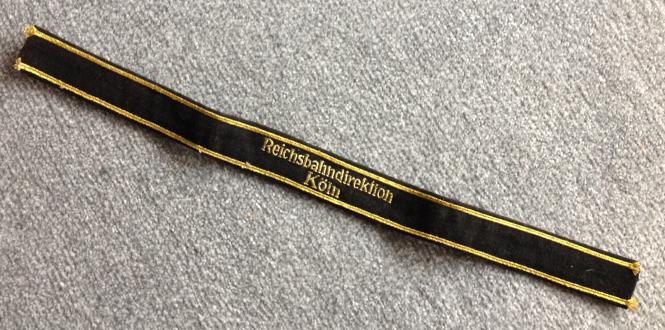 Reichsbahndirektion
Köln